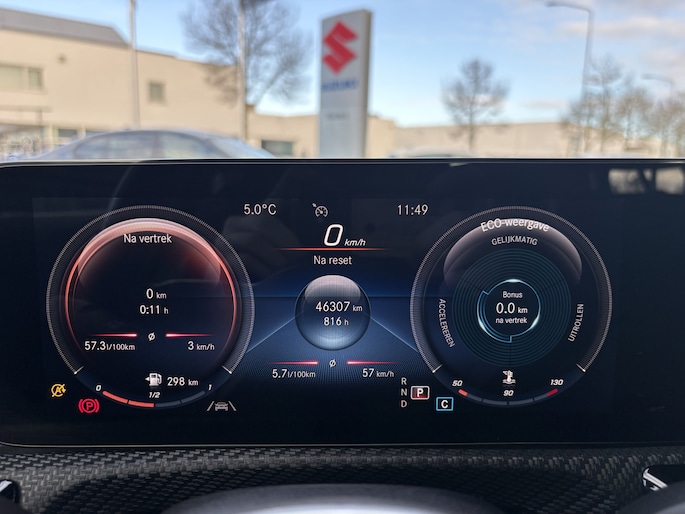 SUZUKI
5.0°C
11:49
0 km/h
Na reset
46307 km
816 h
ø
5.7 l/100km
57 km/h
Na vertrek
0 km
0:11 h
ø
57.3 l/100km
3 km/h
298 km
0
1/2
1
A
P
ECO-weergave
GELIJKMATIG
ACCELEREREN
UITROLLEN
Bonus
0.0 km
na vertrek
50
90
130
R
N
D
P
C